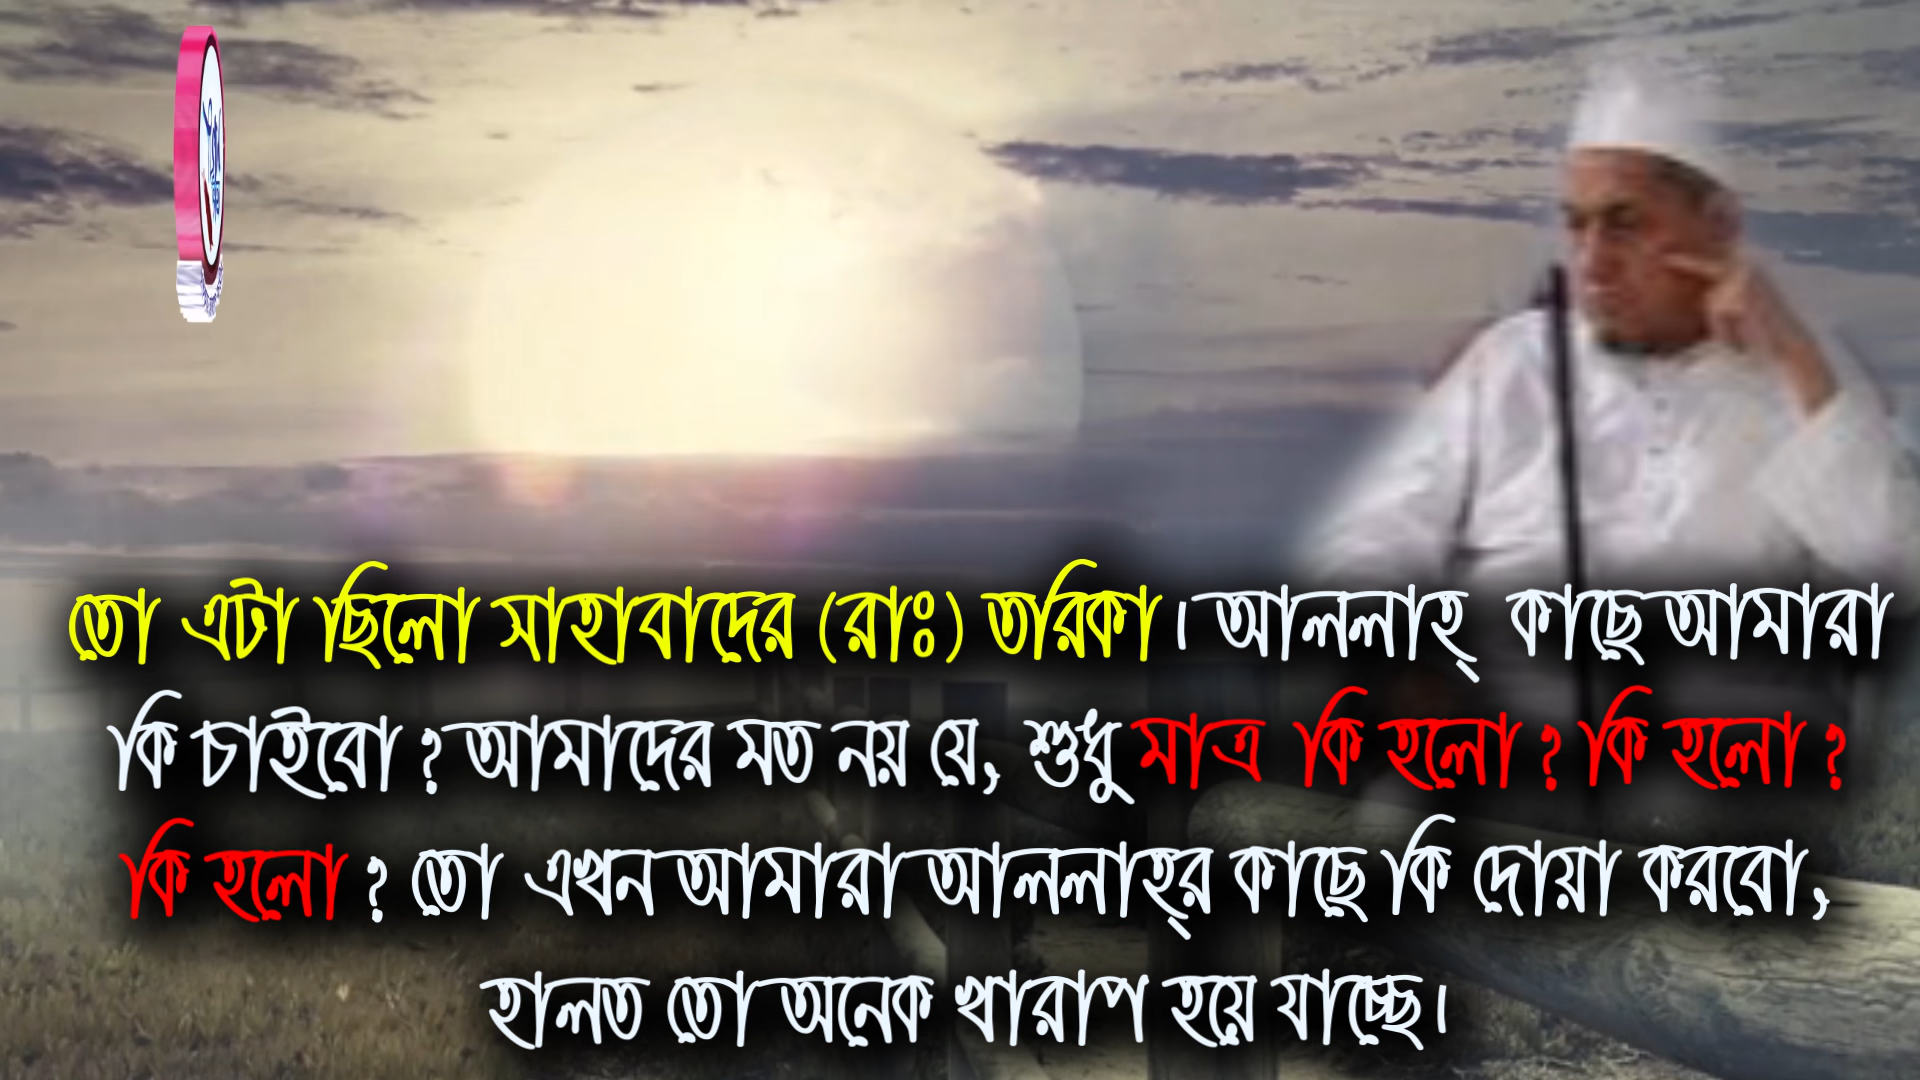 তো এটা ছিলো সাহাবাদের (রাঃ) তরিকা। আললাহ্ কাছে আমারা
কি চাইবো ? আমাদের মত নয় যে, শুধু মাত্র কি হলো ? কি হলো ?
কি হলো ? তো এখন আমারা আললাহ্‌র কাছে কি দোয়া করবো,
হালত তো অনেক খারাপ হয়ে যাচ্ছে।